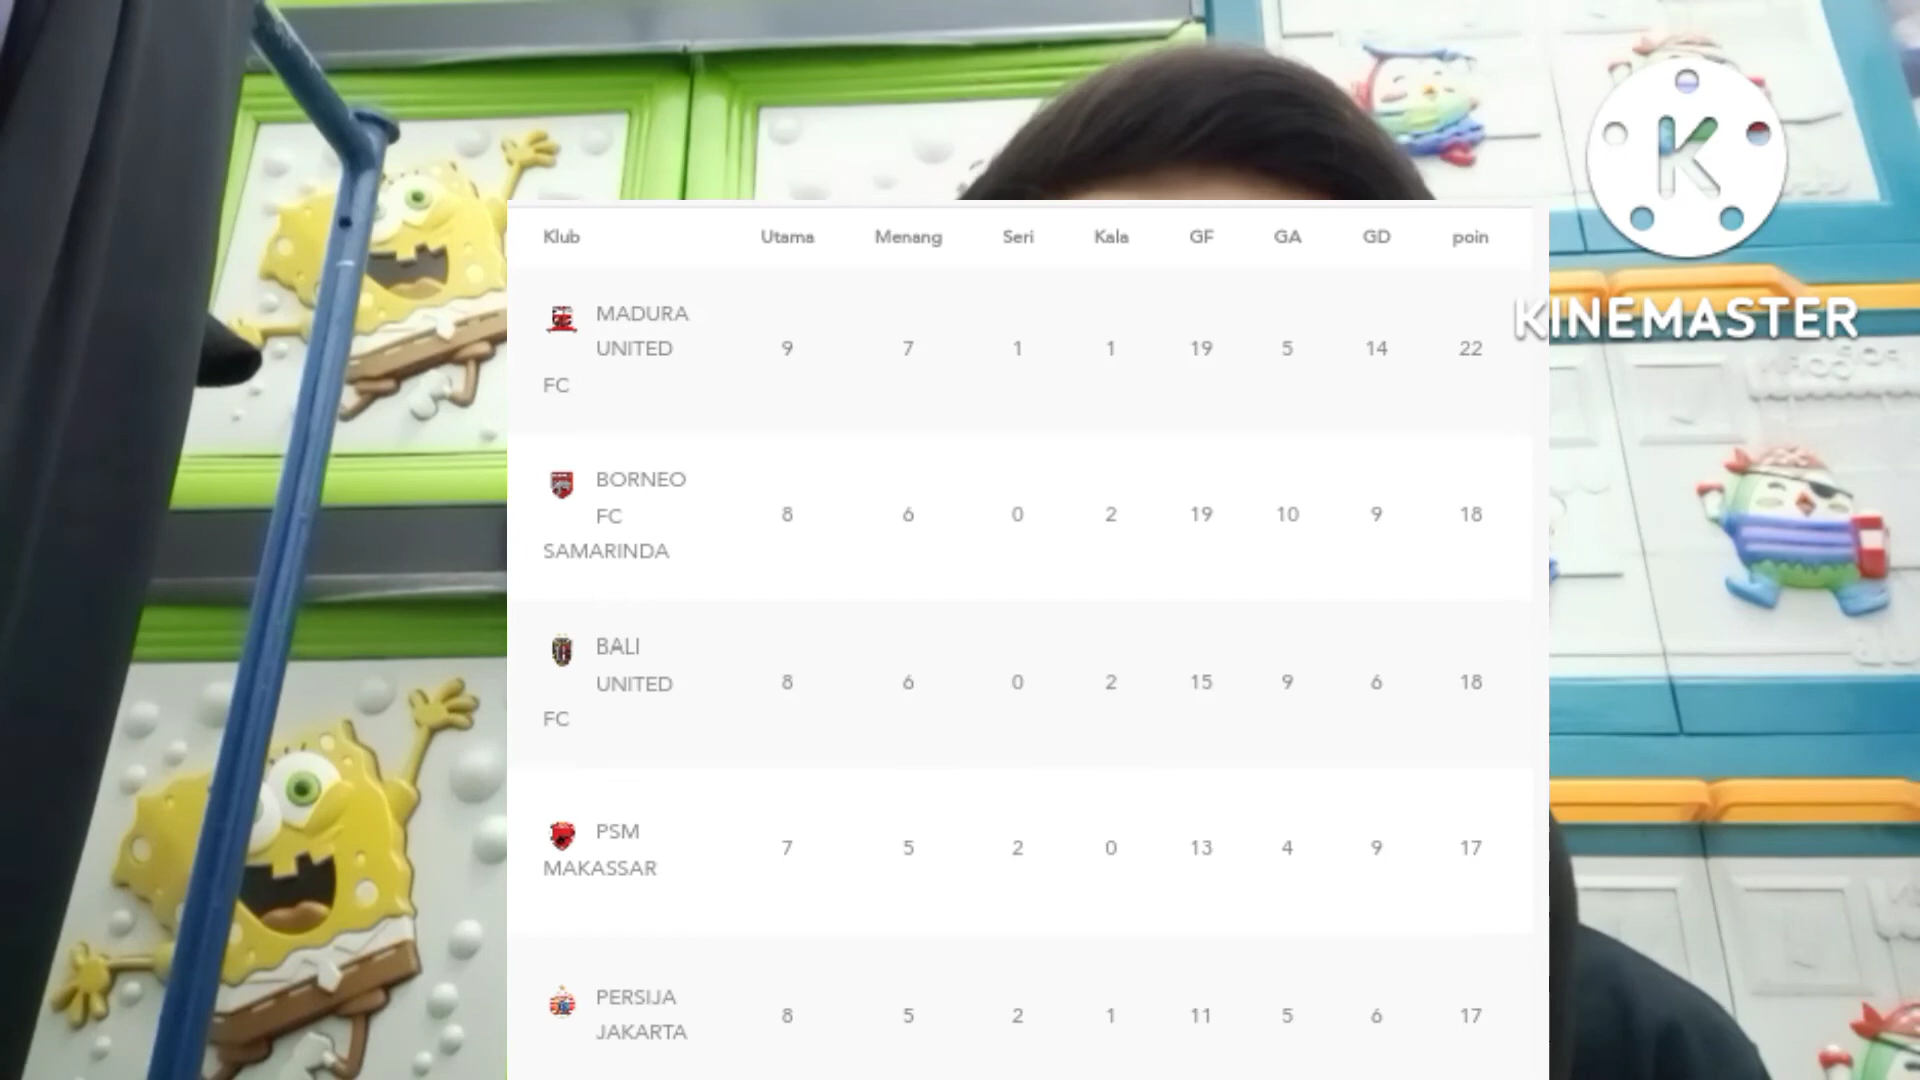 KINEMASTER
Klub Utama Menang Seri Kala GF GA GD poin
MADURA
UNITED 9 7 1 1 19 5 14 22
FC
BORNEO
FC 8 6 0 2 19 10 9 18
SAMARINDA
BALI
UNITED 8 6 0 2 15 9 6 18
FC
PSM
7 5 2 0 13 4 9 17
MAKASSAR
PERSIJA
8 5 2 1 11 5 6 17
JAKARTA